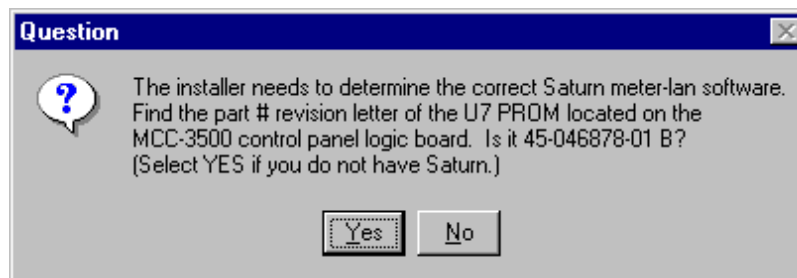 Question
The installer needs to determine the correct Saturn meter-lan software.
Find the part # revision letter of the U7 PROM located on the
MCC-3500 control panel logic board.  Is it 45-046878-01 B?
(Select YES if you do not have Saturn.)
Yes No